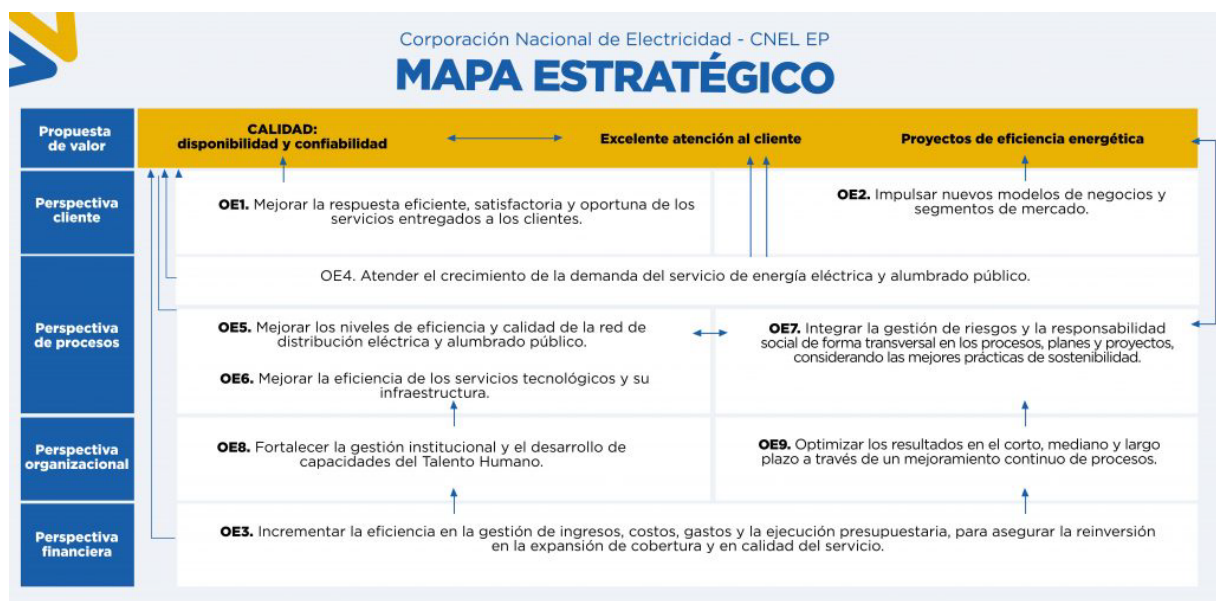 Corporación Nacional de Electricidad - CNEL EP
MAPA ESTRATÉGICO
Propuesta
de valor
CALIDAD:
disponibilidad y confiabilidad
Excelente atención al cliente
Proyectos de eficiencia energética
Perspectiva
cliente
OE1. Mejorar la respuesta eficiente, satisfactoria y oportuna de los
servicios entregados a los clientes.
OE2. Impulsar nuevos modelos de negocios y
segmentos de mercado.
Perspectiva
de procesos
OE4. Atender el crecimiento de la demanda del servicio de energía eléctrica y alumbrado público.
OE5. Mejorar los niveles de eficiencia y calidad de la red de
distribución eléctrica y alumbrado público.
OE6. Mejorar la eficiencia de los servicios tecnológicos y su
infraestructura.
OE7. Integrar la gestión de riesgos y la responsabilidad
social de forma transversal en los procesos, planes y proyectos,
considerando las mejores prácticas de sostenibilidad.
Perspectiva
organizacional
OE8. Fortalecer la gestión institucional y el desarrollo de
capacidades del Talento Humano.
OE9. Optimizar los resultados en el corto, mediano y largo
plazo a través de un mejoramiento continuo de procesos.
Perspectiva
financiera
OE3. Incrementar la eficiencia en la gestión de ingresos, costos, gastos y la ejecución presupuestaria, para asegurar la reinversión
en la expansión de cobertura y en calidad del servicio.